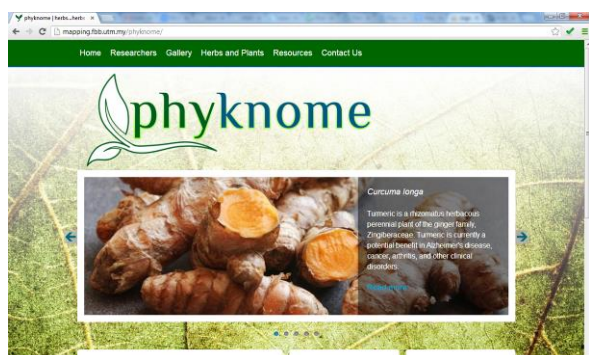 phyknome | herbs...herbs
mapping.fbb.utm.my/phyknome/
Home Researchers Gallery Herbs and Plants Resources Contact Us
phyknome
Curcuma longa
Turmeric is a rhizomatus herbaceous
perennial plant of the ginger family,
Zingiberaceae. Turmeric is currently a
potential benefit in Alzheimer's disease,
cancer, arthritis, and other clinical
disorders.